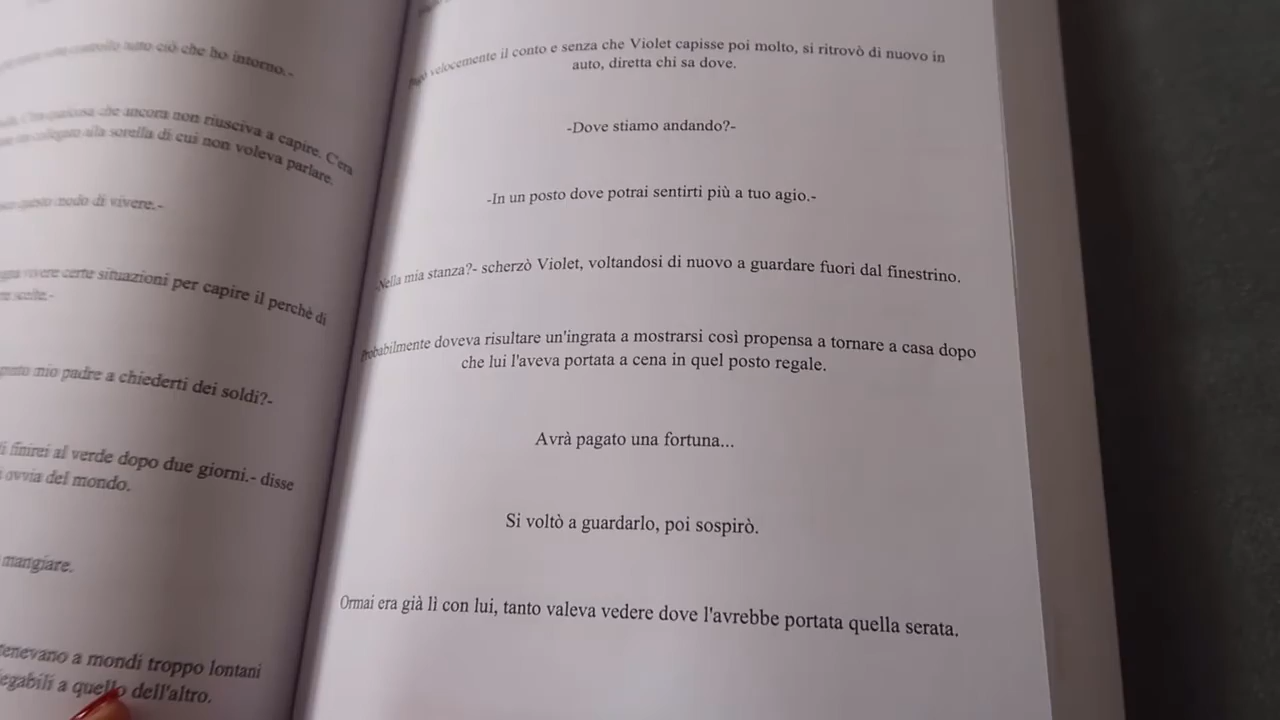 tutto ciò che ho intorno.-
che ancora non riusciva a capire. C'era
alla sorella di cui non voleva parlare.
modo di vivere.-
vivere certe situazioni per capire il perchè di
scelte.-
mio padre a chiederti dei soldi?-
finirei al verde dopo due giorni.- disse
ovvia del mondo.
mangiare.
a mondi troppo lontani
a quello dell'altro.
velocemente il conto e senza che Violet capisse poi molto, si ritrovò di nuovo in
auto, diretta chi sa dove.
-Dove stiamo andando?-
-In un posto dove potrai sentirti più a tuo agio.-
-Nella mia stanza?- scherzò Violet, voltandosi di nuovo a guardare fuori dal finestrino.
Probabilmente doveva risultare un'ingrata a mostrarsi così propensa a tornare a casa dopo
che lui l'aveva portata a cena in quel posto regale.
Avrà pagato una fortuna...
Si voltò a guardarlo, poi sospirò.
Ormai era già lì con lui, tanto valeva vedere dove l'avrebbe portata quella serata.